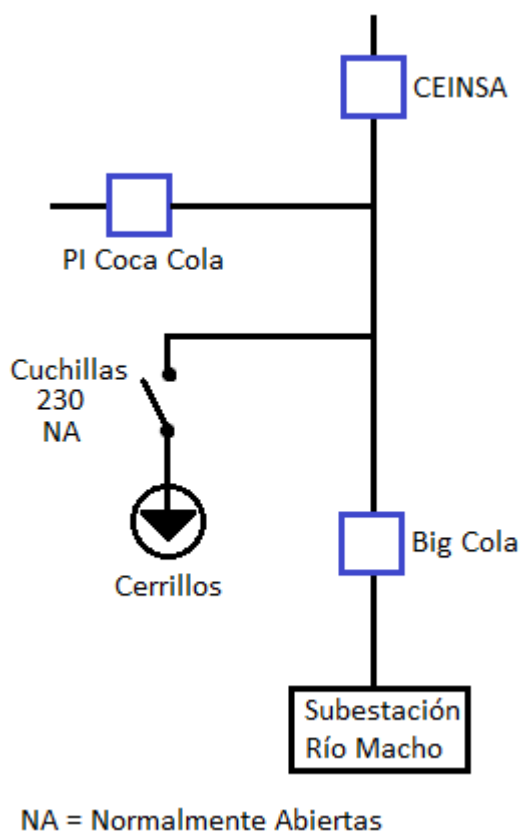 CEINSA
PI Coca Cola
Cuchillas
230
NA
Cerrillos
Big Cola
Subestación
Río Macho
NA = Normalmente Abiertas